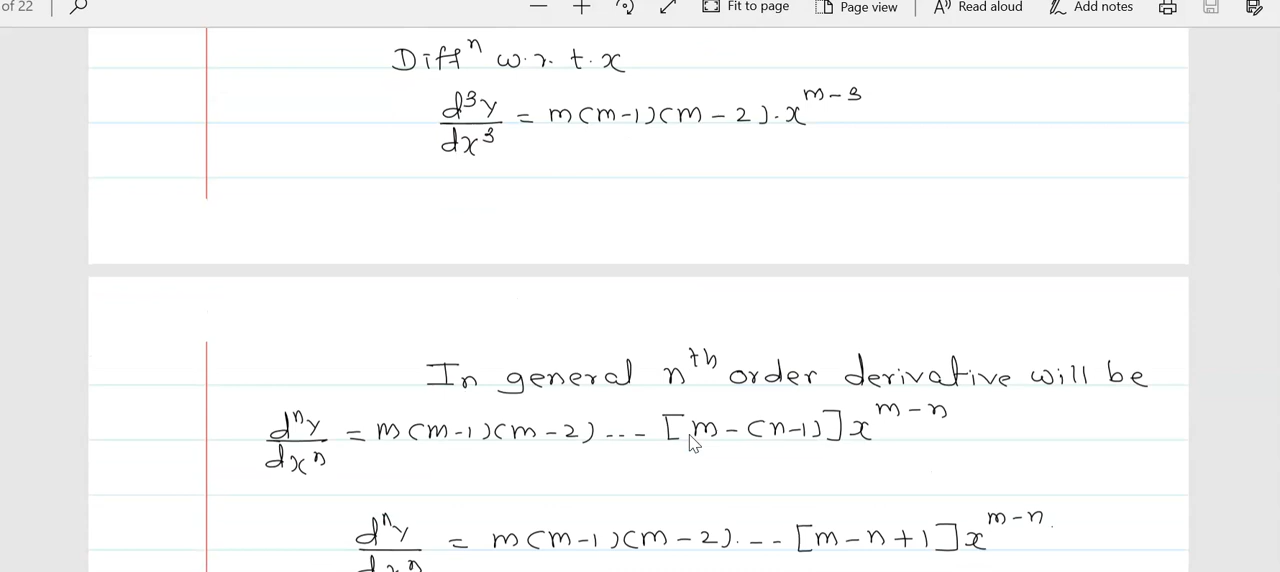 of 22 Fit to page Page view Read aloud Add notes
Diffⁿ w.r.t.x
d³y/dx³ = m(m-1)(m-2).x^(m-3)
In general nᵗʰ order derivative will be
dⁿy/dxⁿ = m(m-1)(m-2)---[m-(n-1)]x^(m-n)
dⁿy/dxⁿ = m(m-1)(m-2).--[m-n+1]x^(m-n).